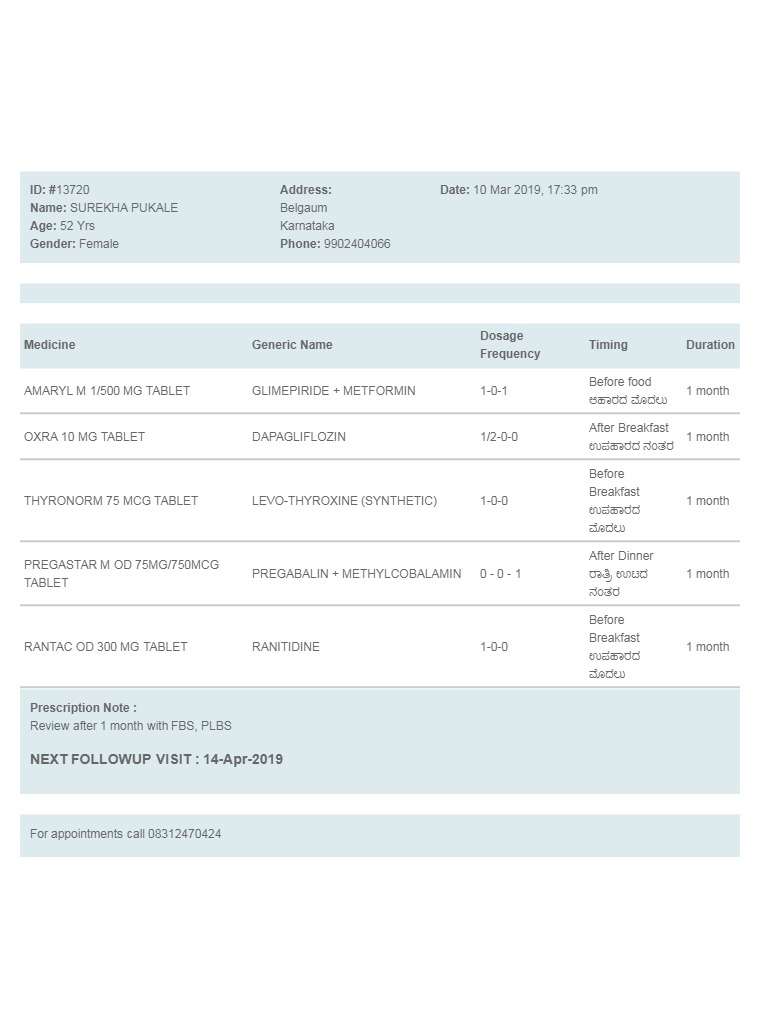 ID: #13720 Address: Date: 10 Mar 2019, 17:33 pm
Name: SUREKHA PUKALE Belgaum
Age: 52 Yrs Karnataka
Gender: Female Phone: 9902404066
Medicine Generic Name Dosage Frequency Timing Duration
AMARYL M 1/500 MG TABLET GLIMEPIRIDE + METFORMIN 1-0-1 Before food 1 month
ಆಹಾರದ ಮೊದಲು
OXRA 10 MG TABLET DAPAGLIFLOZIN 1/2-0-0 After Breakfast 1 month
ಉಪಹಾರದ ನಂತರ
THYRONORM 75 MCG TABLET LEVO-THYROXINE (SYNTHETIC) 1-0-0 Before 1 month
Breakfast
ಉಪಹಾರದ
ಮೊದಲು
PREGASTAR M OD 75MG/750MCG PREGABALIN + METHYLCOBALAMIN 0 - 0 - 1 After Dinner 1 month
TABLET ರಾತ್ರಿ ಊಟದ
ನಂತರ
RANTAC OD 300 MG TABLET RANITIDINE 1-0-0 Before 1 month
Breakfast
ಉಪಹಾರದ
ಮೊದಲು
Prescription Note :
Review after 1 month with FBS, PLBS
NEXT FOLLOWUP VISIT : 14-Apr-2019
For appointments call 08312470424